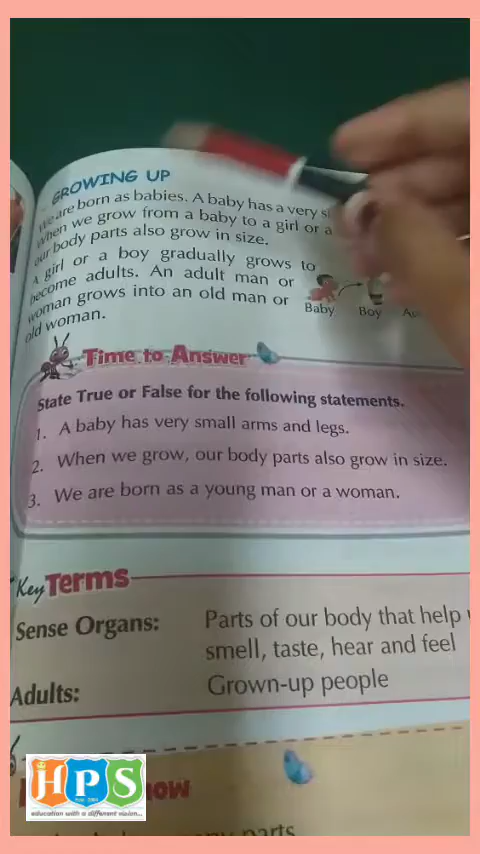 GROWING UP
We are born as babies. A baby has a very
When we grow from a baby to a girl or a
our body parts also grow in size.
A girl or a boy gradually grows to
become adults. An adult man or
woman grows into an old man or
old woman.
Baby Boy
Time to Answer
State True or False for the following statements.
1. A baby has very small arms and legs.
2. When we grow, our body parts also grow in size.
3. We are born as a young man or a woman.
Key Terms
Sense Organs: Parts of our body that help
smell, taste, hear and feel
Adults: Grown-up people
HPS
education with a different vision...
parts